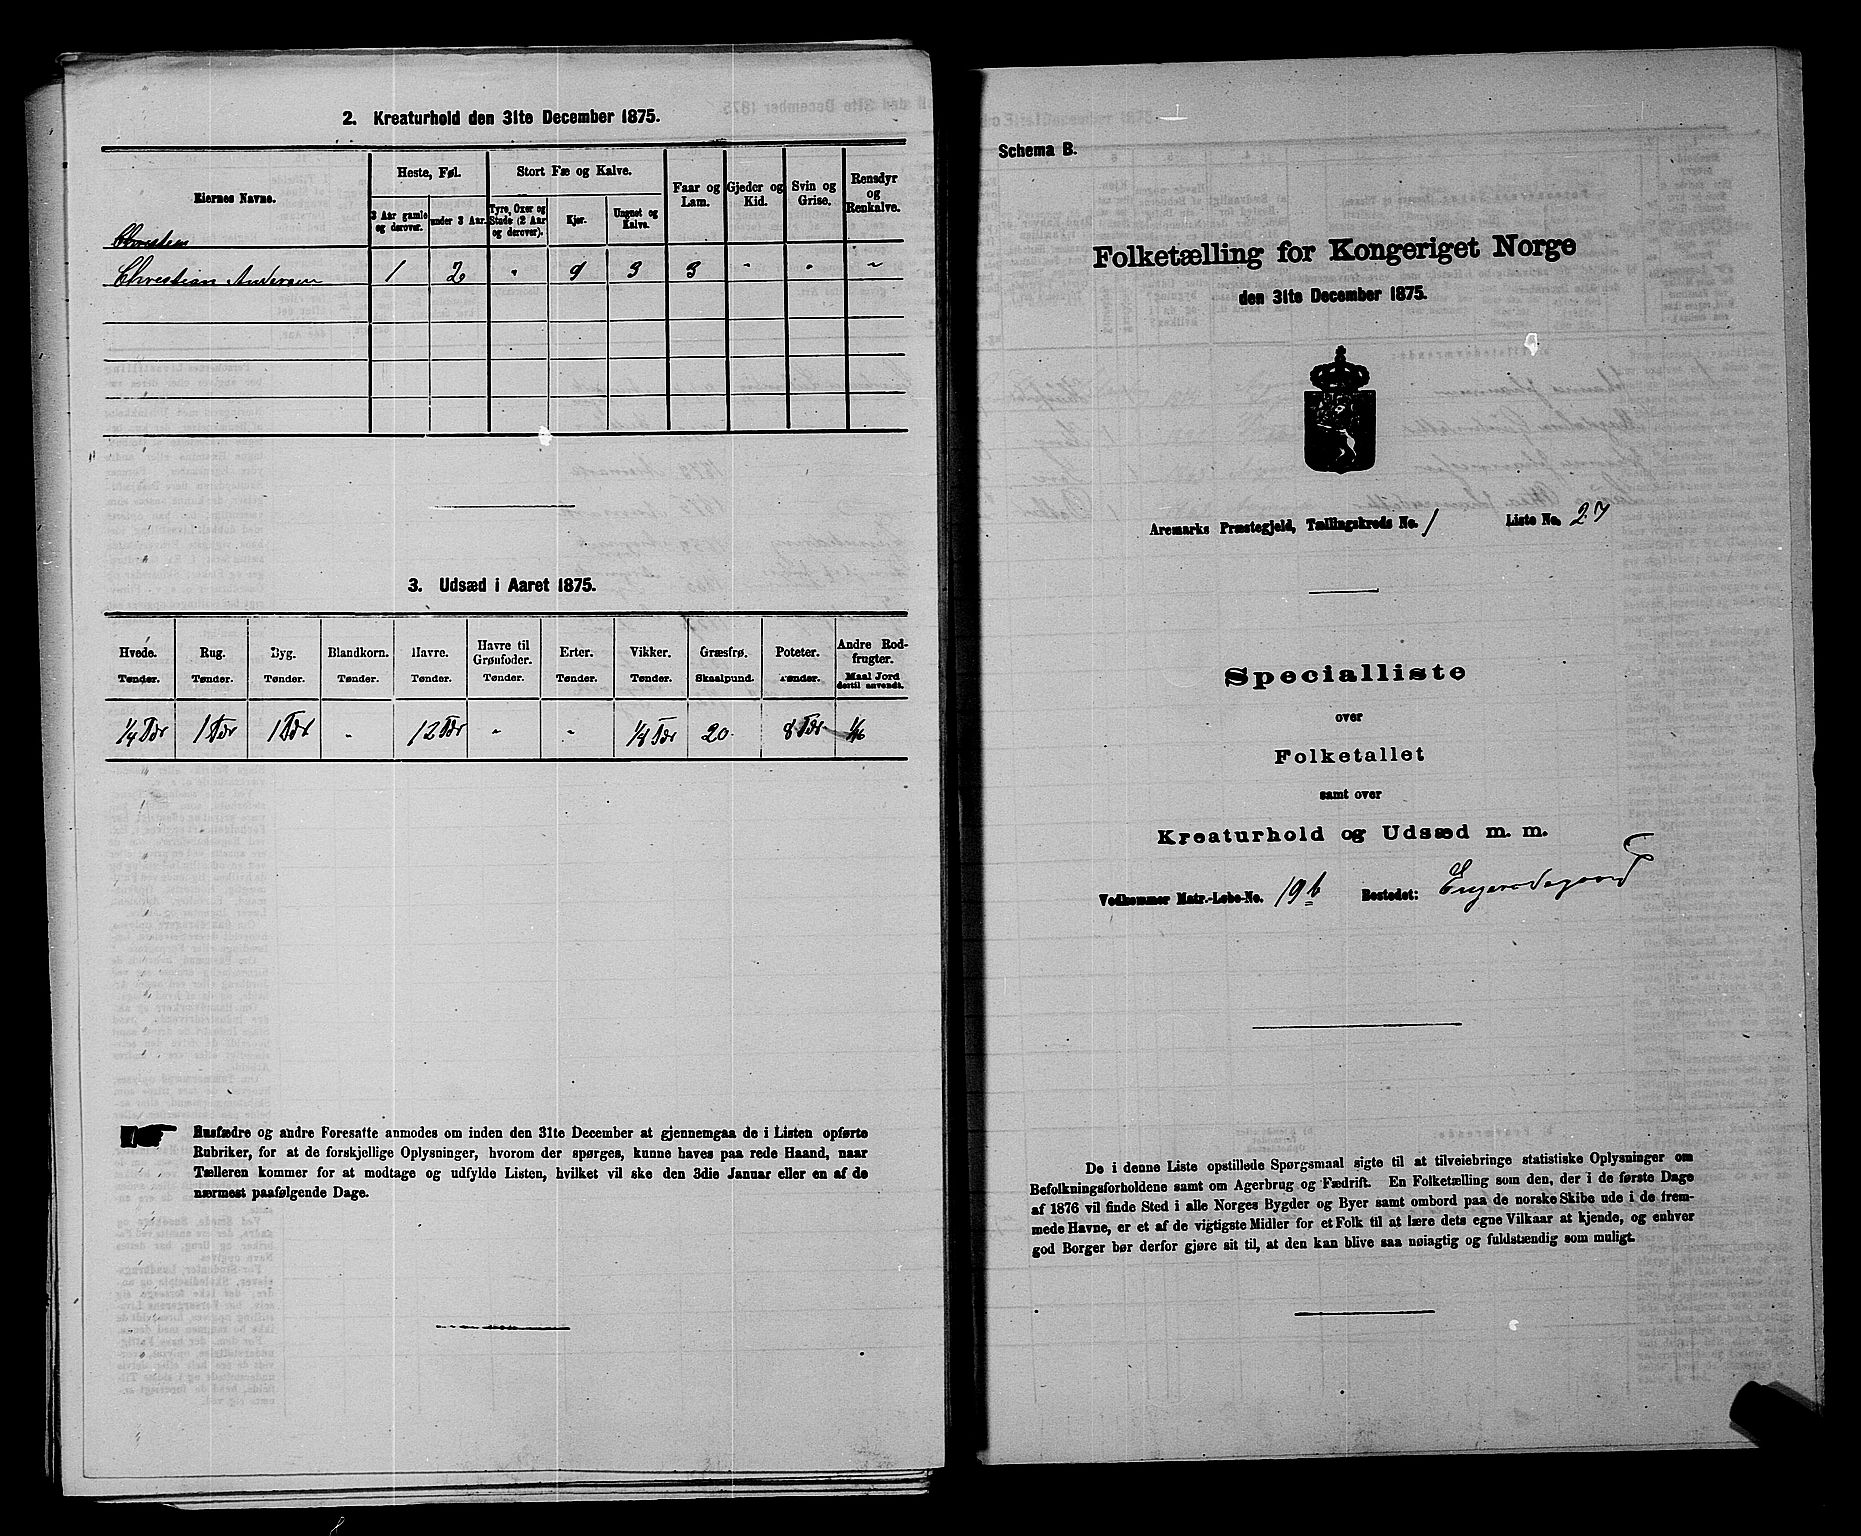 2. Kreaturhold den 31te December 1875.
Eiernes Navne.
Heste, Føl.
Stort Fæ og Kalve.
Faar og Lam.
Gjeder og Kid.
Svin og Grise.
Rensdyr og Renkalve.
3 Aar gamle og derover.
under 3 Aar.
Tyre, Oxer og Stude (2 Aar og derover).
Kjør.
Ungnet og Kalve.
Christian Andersen 1 2 " 9 3 3 " " "
3. Udsæd i Aaret 1875.
Hvede. Rug. Byg. Blandkorn. Havre. Havre til Grønfoder. Erter. Vikker. Græsfrø. Poteter. Andre Rodfrugter.
Tønder. Tønder. Tønder. Tønder. Tønder. Tønder. Tønder. Tønder. Skaalpund. Tønder. Maal Jord dertil anvendt.
1/4 Tdr 1 Tdr 1 Tdr " 12 Tdr " " 1/4 Tdr 20 8 Tdr
Husfædre og andre Foresatte anmodes om inden den 31te December at gjennemgaa de i Listen opførte
Rubriker, for at de forskjellige Oplysninger, hvorom der spørges, kunne haves paa rede Haand, naar
Tælleren kommer for at modtage og udfylde Listen, hvilket vil ske den 3die Januar eller en af de
nærmest paafølgende Dage.
Schema B.
Folketælling for Kongeriget Norge
den 31te December 1875.
Aremarks Præstegjeld, Tællingskreds No. 1 Liste No. 27
Specialliste
over
Folketallet
samt over
Kreaturhold og Udsæd m. m.
Vedkommer Matr.-Løbe-No. 19b Bostedet:
De i denne Liste opstillede Spørgsmaal sigte til at tilveiebringe statistiske Oplysninger om
Befolkningsforholdene samt om Agerbrug og Fædrift. En Folketælling som den, der i de første Dage
af 1876 vil finde Sted i alle Norges Bygder og Byer samt ombord paa de norske Skibe ude i de frem-
mede Havne, er et af de vigtigste Midler for et Folk til at lære dets egne Vilkaar at kjende, og enhver
god Borger bør derfor gjøre sit til, at den kan blive saa nøiagtig og fuldstændig som muligt.